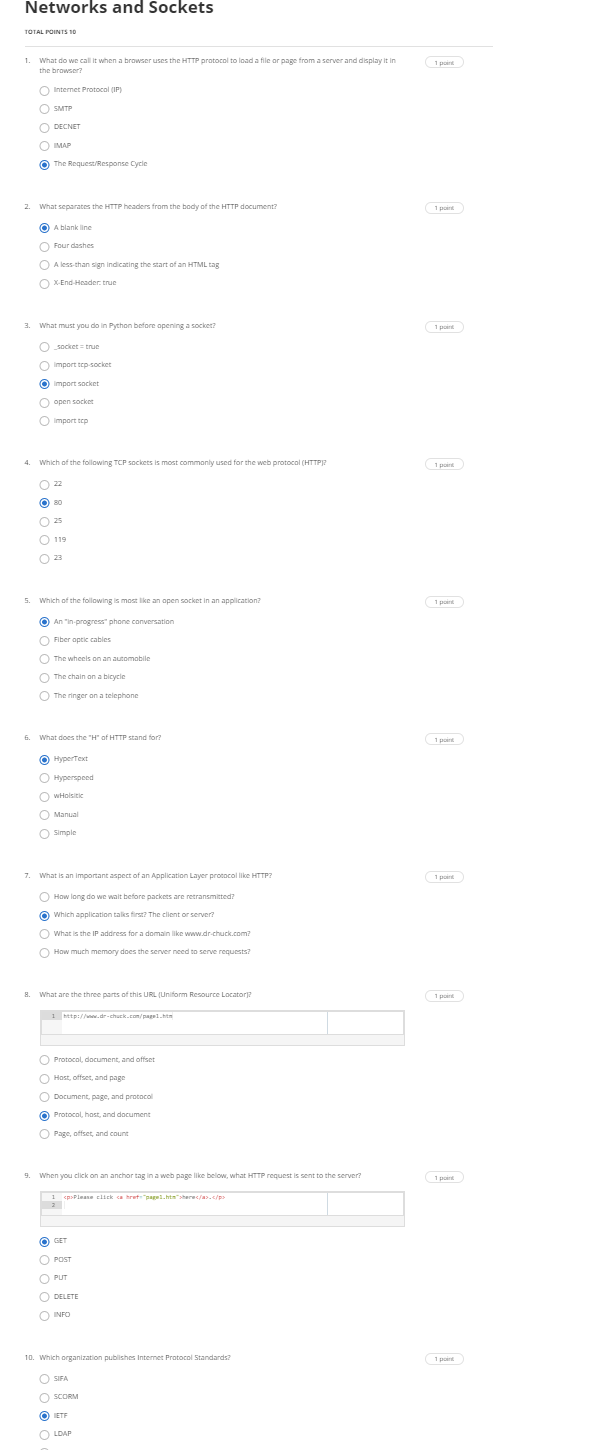 Networks and Sockets
TOTAL POINTS 10
1. What do we call it when a browser uses the HTTP protocol to load a file or page from a server and display it in 1 point
the browser?
Internet Protocol (IP)
SMTP
DECNET
IMAP
The Request/Response Cycle
2. What separates the HTTP headers from the body of the HTTP document? 1 point
A blank line
Four dashes
A less-than sign indicating the start of an HTML tag
X-End-Header: true
3. What must you do in Python before opening a socket? 1 point
_socket = true
import tcp-socket
import socket
open socket
import tcp
4. Which of the following TCP sockets is most commonly used for the web protocol (HTTP)? 1 point
22
80
25
119
23
5. Which of the following is most like an open socket in an application? 1 point
An "in-progress" phone conversation
Fiber optic cables
The wheels on an automobile
The chain on a bicycle
The ringer on a telephone
6. What does the "H" of HTTP stand for? 1 point
HyperText
Hyperspeed
wHolsitic
Manual
Simple
7. What is an important aspect of an Application Layer protocol like HTTP? 1 point
How long do we wait before packets are retransmitted?
Which application talks first? The client or server?
What is the IP address for a domain like www.dr-chuck.com?
How much memory does the server need to serve requests?
8. What are the three parts of this URL (Uniform Resource Locator)? 1 point
1 http://www.dr-chuck.com/page1.htm
Protocol, document, and offset
Host, offset, and page
Document, page, and protocol
Protocol, host, and document
Page, offset, and count
9. When you click on an anchor tag in a web page like below, what HTTP request is sent to the server? 1 point
1 <p>Please click <a href="page1.htm">here</a>.</p>
2
GET
POST
PUT
DELETE
INFO
10. Which organization publishes Internet Protocol Standards? 1 point
SIFA
SCORM
IETF
LDAP